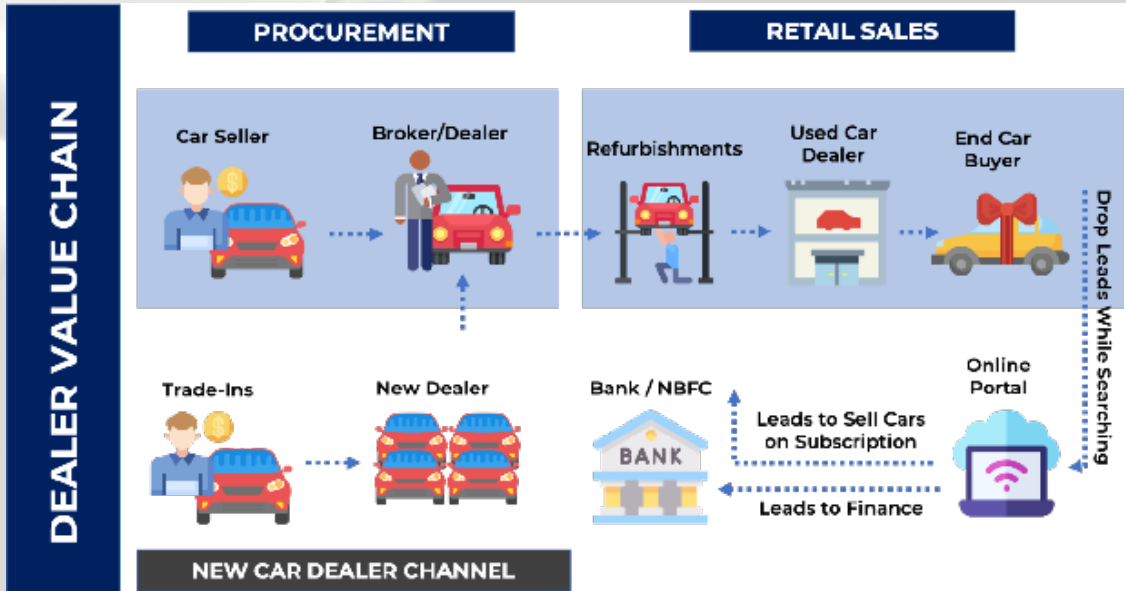 DEALER VALUE CHAIN
PROCUREMENT
RETAIL SALES
Car Seller
Broker/Dealer
Refurbishments
Used Car
Dealer
End Car
Buyer
Drop Leads While Searching
Trade-Ins
New Dealer
Bank / NBFC
BANK
Leads to Sell Cars
on Subscription
Leads to Finance
Online
Portal
NEW CAR DEALER CHANNEL